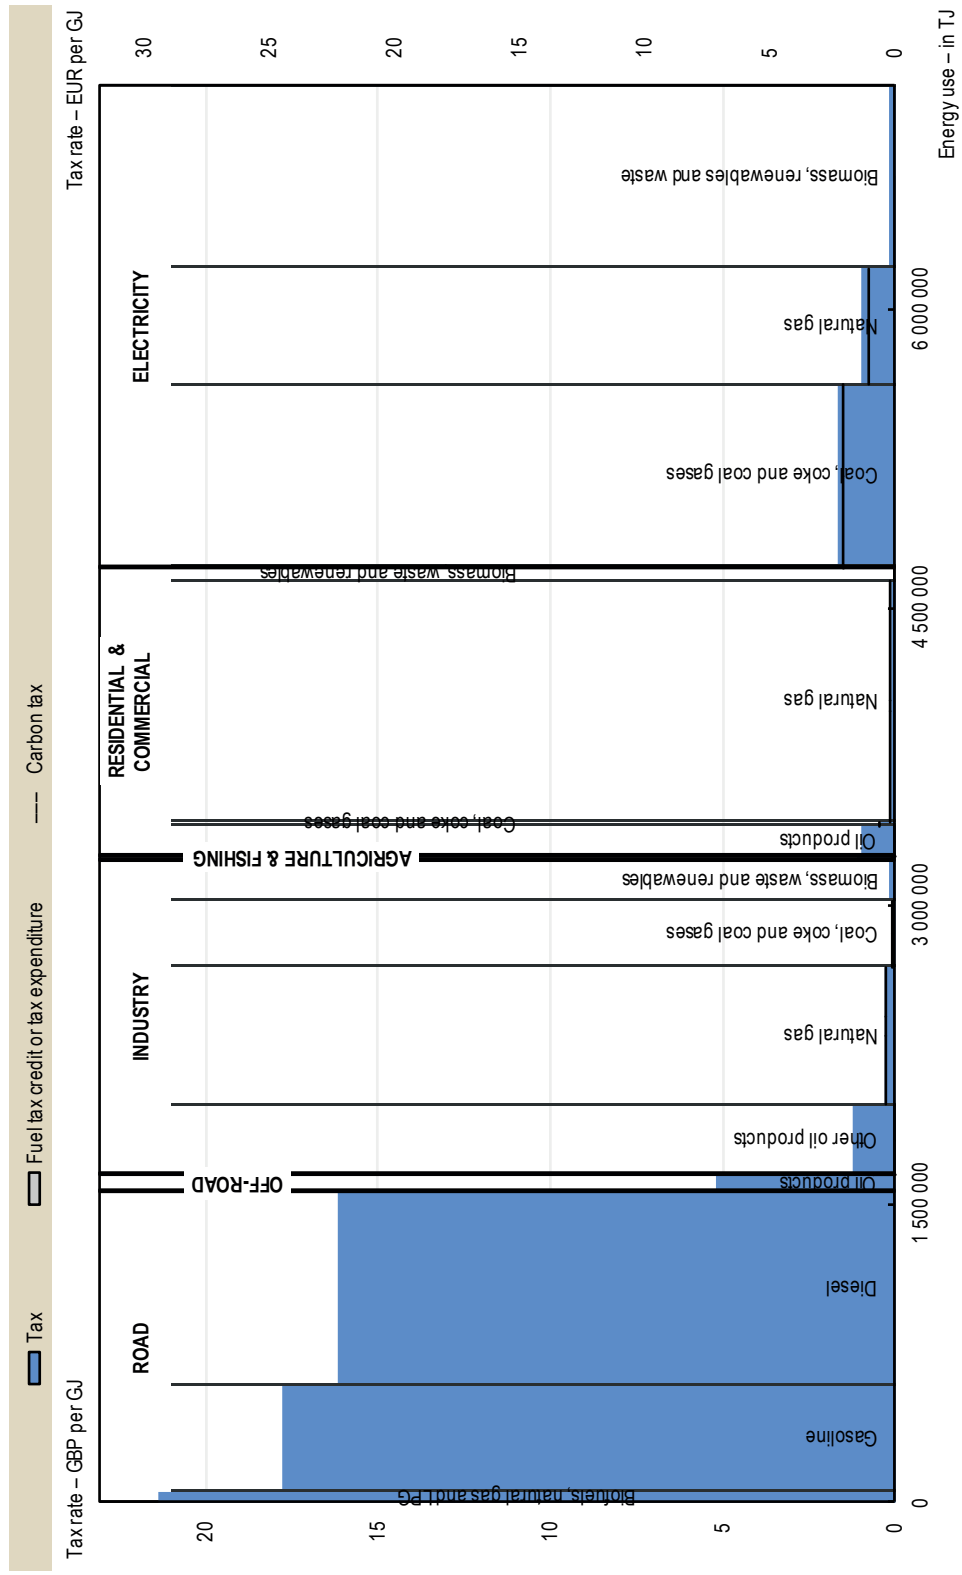 Tax
Fuel tax credit or tax expenditure
Carbon tax
Tax rate – GBP per GJ
Tax rate – EUR per GJ
ROAD
OFF-ROAD
INDUSTRY
AGRICULTURE & FISHING
RESIDENTIAL &
COMMERCIAL
ELECTRICITY
20
15
10
5
0
30
25
20
15
10
5
0
Biofuels, natural gas and LPG
Gasoline
Diesel
Oil products
Other oil products
Natural gas
Coal, coke and coal gases
Biomass, waste and renewables
Oil products
Coal, coke and coal gases
Natural gas
Biomass, waste and renewables
Coal, coke and coal gases
Natural gas
Biomass, renewables and waste
0
1 500 000
3 000 000
4 500 000
6 000 000
Energy use – in TJ